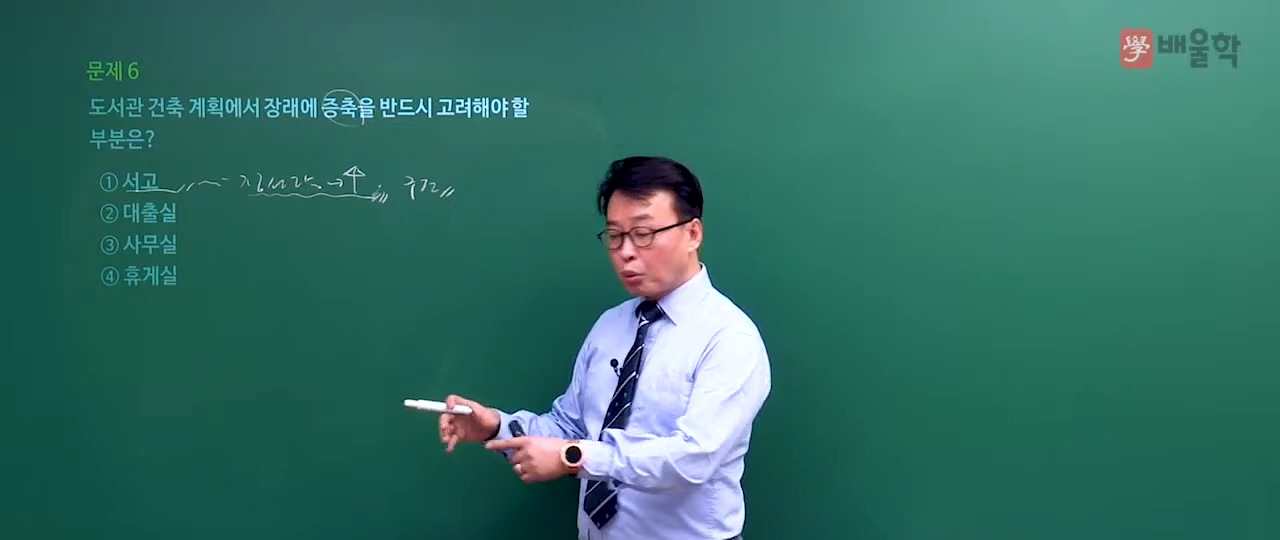 學 배울학
문제 6
도서관 건축 계획에서 장래에 증축을 반드시 고려해야 할
부분은?
① 서고
② 대출실
③ 사무실
④ 휴게실